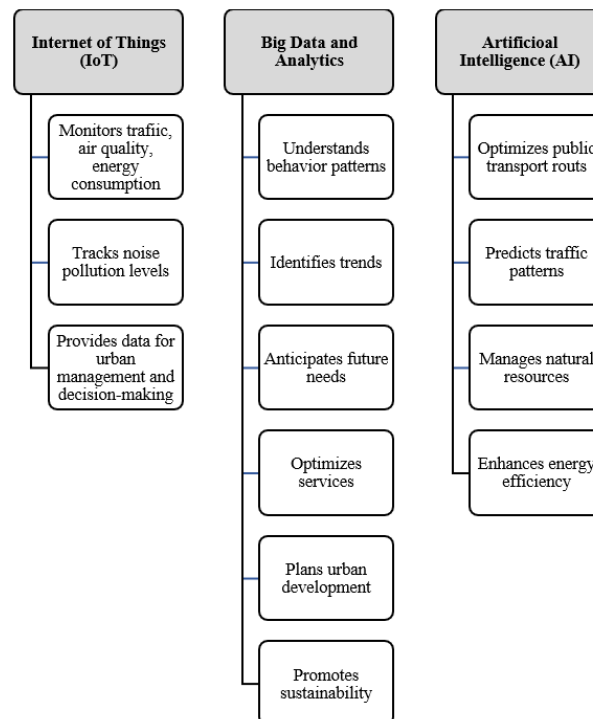 Internet of Things
(IoT)
Monitors trafiic,
air quality,
energy
consumption
Tracks noise
pollution levels
Provides data for
urban
management and
decision-making
Big Data and
Analytics
Understands
behavior patterns
Identifies trends
Anticipates future
needs
Optimizes
services
Plans urban
development
Promotes
sustainability
Artificioal
Intelligence (AI)
Optimizes public
transport routs
Predicts traffic
patterns
Manages natural
resources
Enhances energy
efficiency